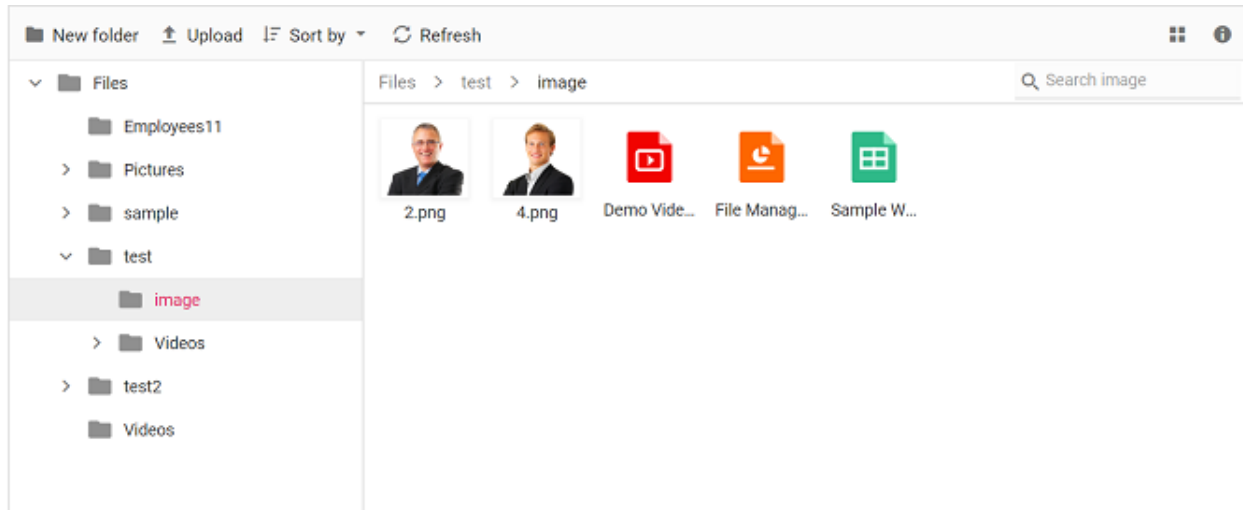 New folder Upload Sort by Refresh
Files
Employees11
Pictures
sample
test
image
Videos
test2
Videos
Files > test > image
Search image
2.png 4.png Demo Vide... File Manag... Sample W...